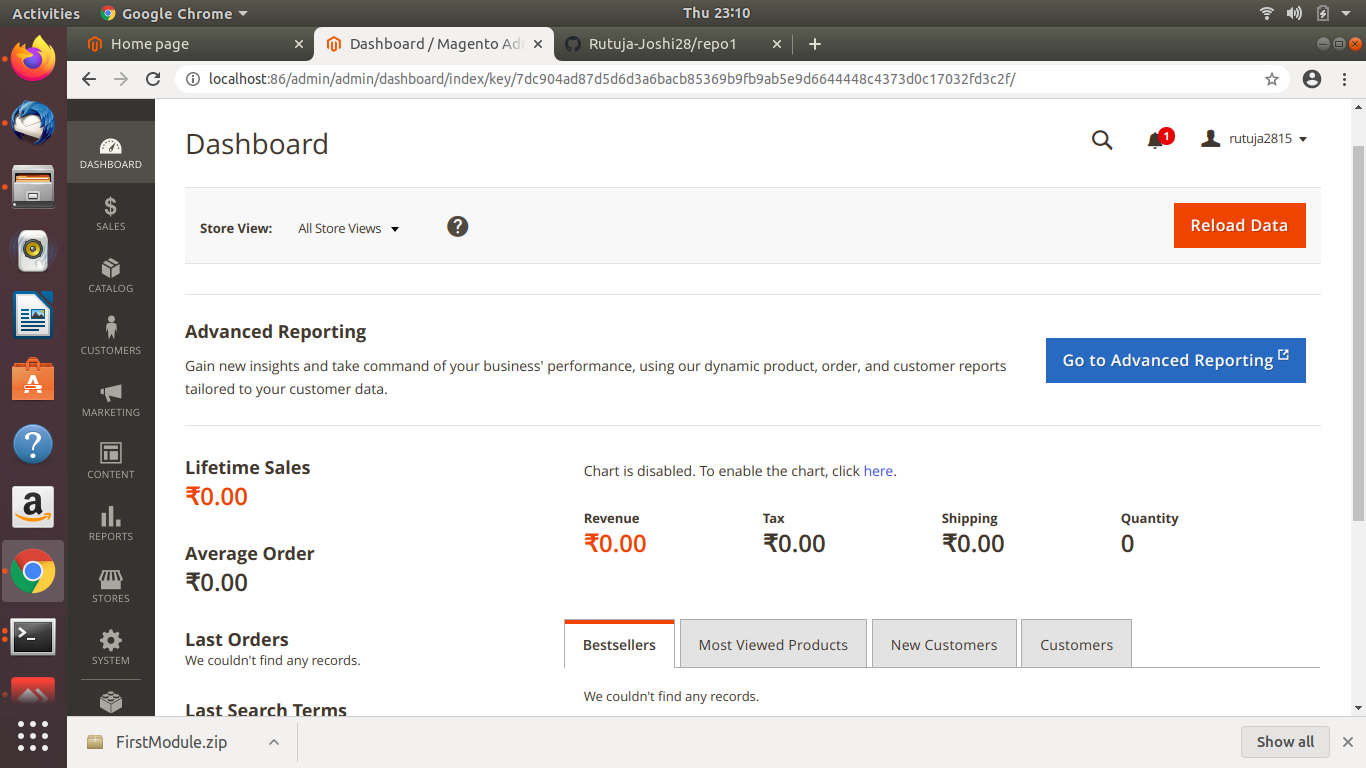 Activities Google Chrome Thu 23:10
Home page Dashboard / Magento Ad Rutuja-Joshi28/repo1
localhost:86/admin/admin/dashboard/index/key/7dc904ad87d5d6d3a6bacb85369b9fb9ab5e9d6644448c4373d0c17032fd3c2f/
DASHBOARD
SALES
CATALOG
CUSTOMERS
MARKETING
CONTENT
REPORTS
STORES
SYSTEM
Dashboard
1
rutuja2815
Store View: All Store Views ?
Reload Data
Advanced Reporting
Gain new insights and take command of your business' performance, using our dynamic product, order, and customer reports
tailored to your customer data.
Go to Advanced Reporting
Lifetime Sales
₹0.00
Average Order
₹0.00
Last Orders
We couldn't find any records.
Last Search Terms
Chart is disabled. To enable the chart, click here.
Revenue Tax Shipping Quantity
₹0.00 ₹0.00 ₹0.00 0
Bestsellers Most Viewed Products New Customers Customers
We couldn't find any records.
FirstModule.zip
Show all